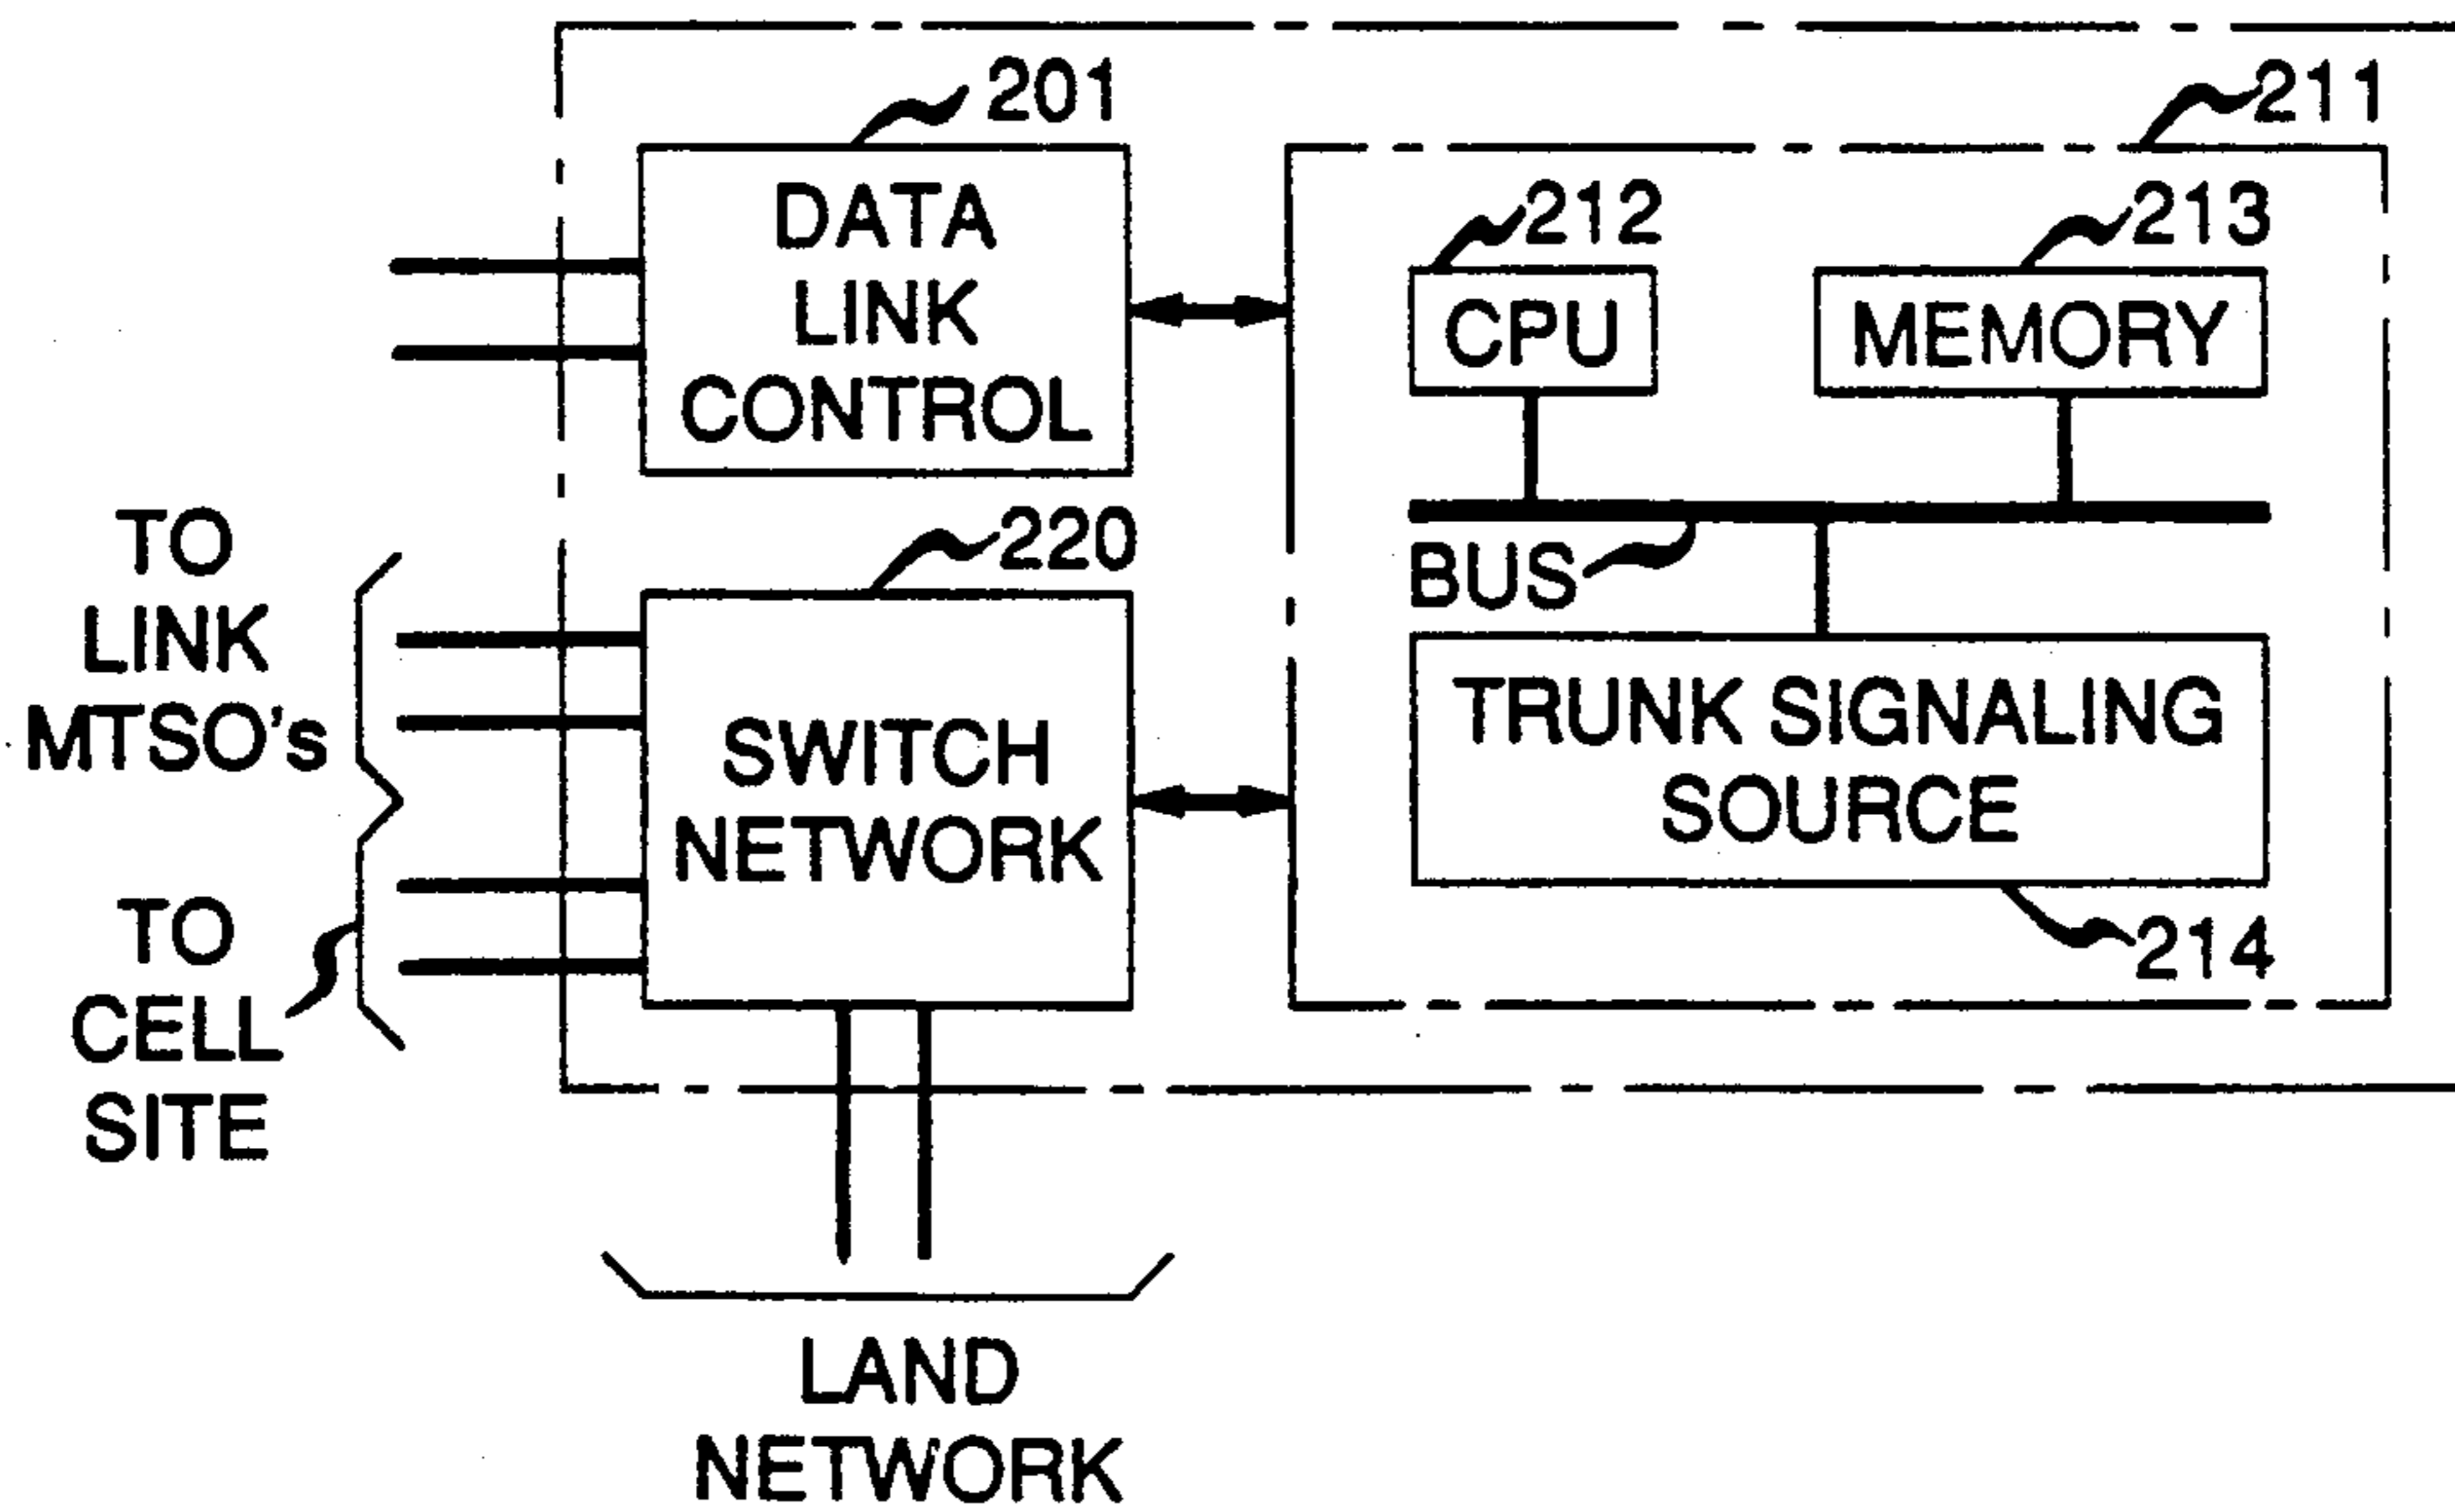 201
211
DATA
LINK
CONTROL
212
213
CPU
MEMORY
BUS
TO
LINK
MTSO's
220
SWITCH
NETWORK
TRUNK SIGNALING
SOURCE
214
TO
CELL
SITE
LAND
NETWORK